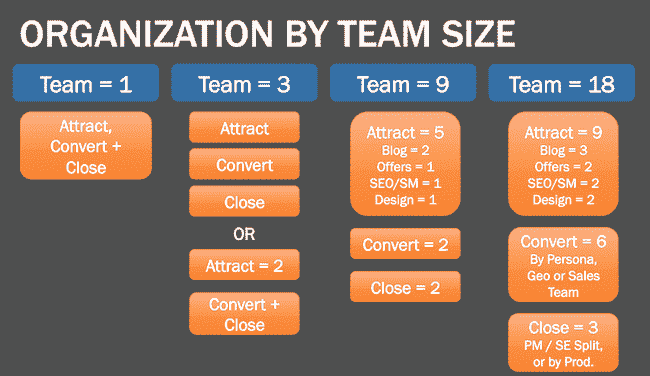 ORGANIZATION BY TEAM SIZE
Team = 1
Attract,
Convert +
Close
Team = 3
Attract
Convert
Close
OR
Attract = 2
Convert +
Close
Team = 9
Attract = 5
Blog = 2
Offers = 1
SEO/SM = 1
Design = 1
Convert = 2
Close = 2
Team = 18
Attract = 9
Blog = 3
Offers = 2
SEO/SM = 2
Design = 2
Convert = 6
By Persona,
Geo or Sales
Team
Close = 3
PM / SE Split,
or by Prod.